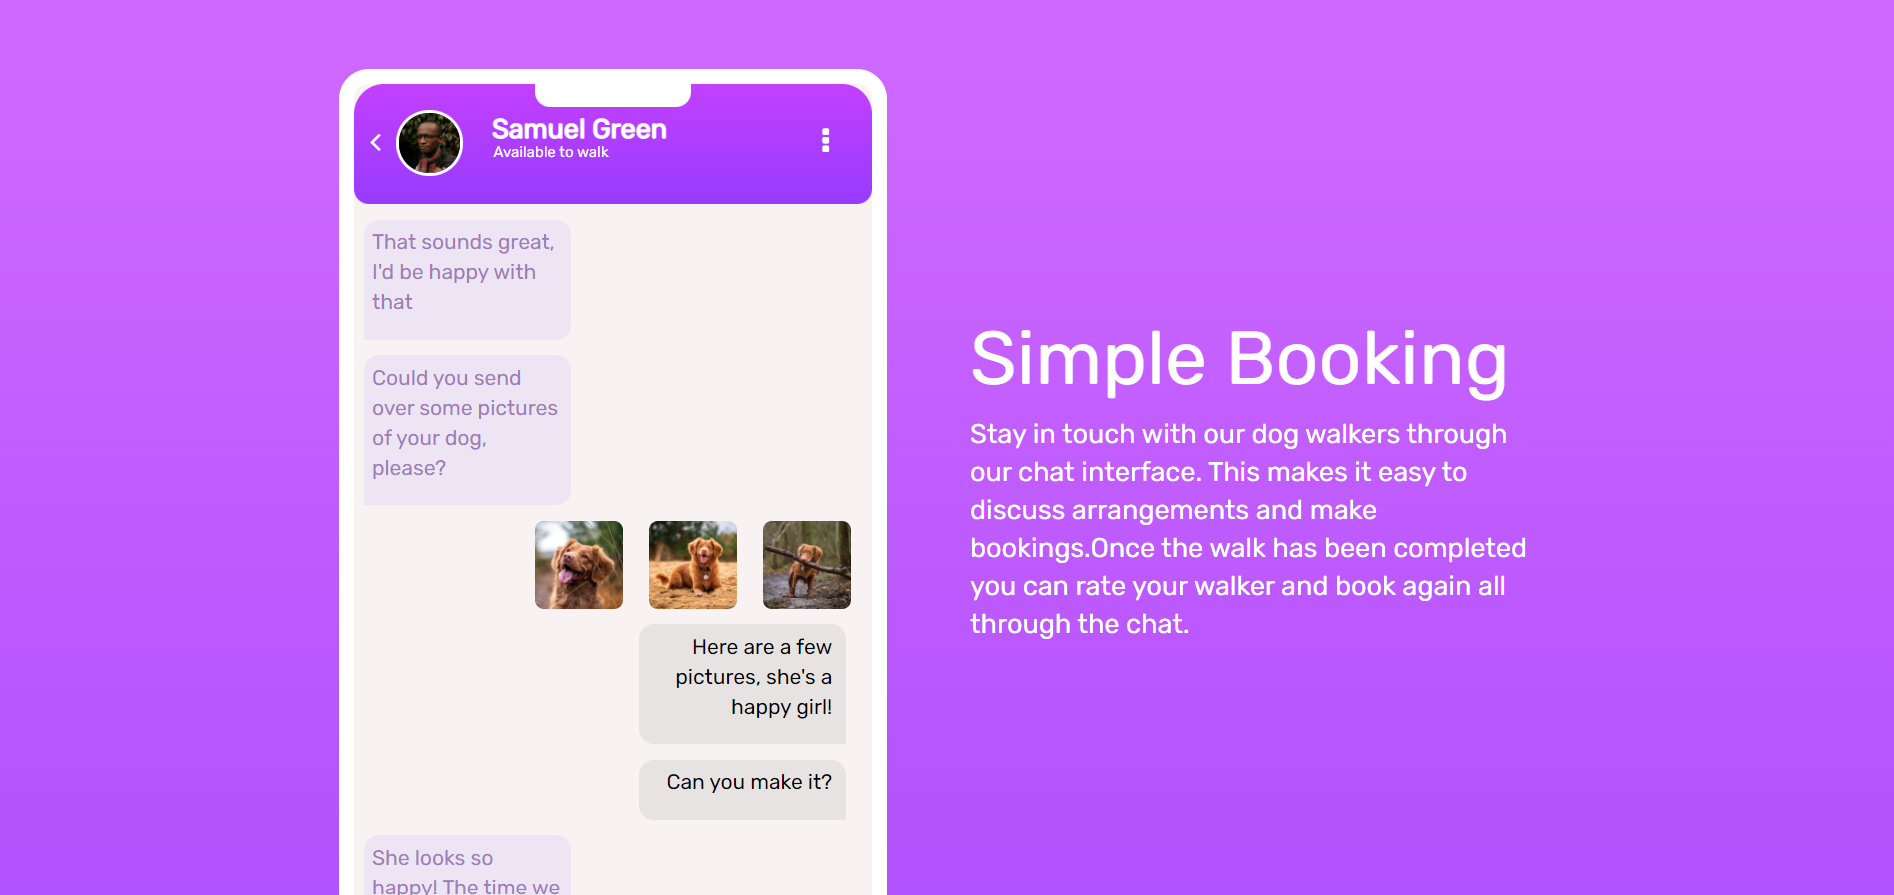 Samuel Green
Available to walk
That sounds great,
I'd be happy with
that
Could you send
over some pictures
of your dog,
please?
Here are a few
pictures, she's a
happy girl!
Can you make it?
She looks so
happy! The time we
Simple Booking
Stay in touch with our dog walkers through
our chat interface. This makes it easy to
discuss arrangements and make
bookings.Once the walk has been completed
you can rate your walker and book again all
through the chat.